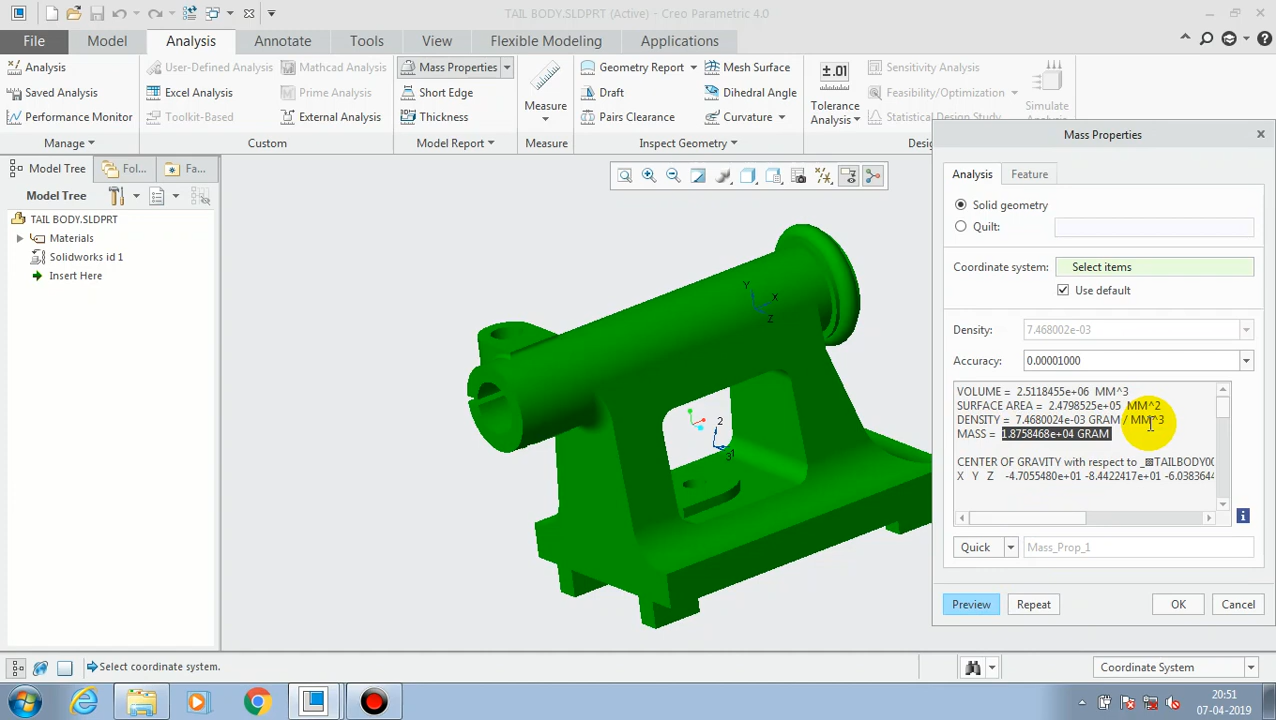 TAIL BODY.SLDPRT (Active) - Creo Parametric 4.0
File Model Analysis Annotate Tools View Flexible Modeling Applications
Analysis User-Defined Analysis Mathcad Analysis Mass Properties Geometry Report Mesh Surface Sensitivity Analysis
Saved Analysis Excel Analysis Prime Analysis Short Edge Draft Dihedral Angle Feasibility/Optimization
Performance Monitor Toolkit-Based External Analysis Thickness Measure Pairs Clearance Curvature Tolerance Analysis Statistical Design Study Simulate Analysis
Manage Custom Model Report Measure Inspect Geometry
Model Tree Fol... Fa...
Model Tree
TAIL BODY.SLDPRT
Materials
Solidworks id 1
Insert Here
Y
X
Z
2
3
Mass Properties
Analysis Feature
Solid geometry
Quilt:
Coordinate system: Select items
Use default
Density: 7.468002e-03
Accuracy: 0.00001000
VOLUME = 2.5118455e+06 MM^3
SURFACE AREA = 2.4798525e+05 MM^2
DENSITY = 7.4680024e-03 GRAM / MM^3
MASS = 1.8758468e+04 GRAM
CENTER OF GRAVITY with respect to
X Y Z -4.7055480e+01 -8.4422417e+01
Quick Mass_Prop_1
Preview Repeat OK Cancel
Select coordinate system.
Coordinate System
20:51
07-04-2019